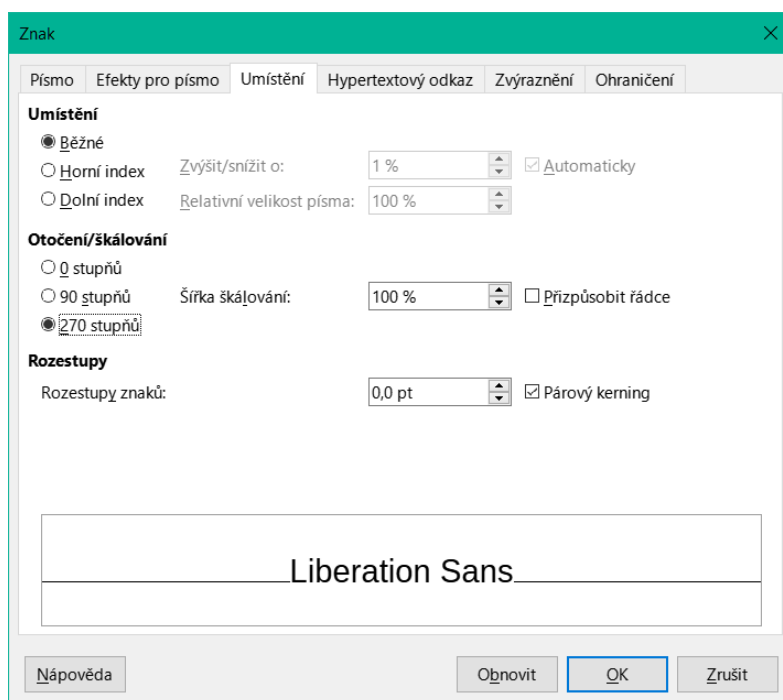 Znak
Písmo Efekty pro písmo Umístění Hypertextový odkaz Zvýraznění Ohraničení
Umístění
Běžné
Horní index Zvýšit/snížit o: 1 % Automaticky
Dolní index Relativní velikost písma: 100 %
Otočení/škálování
0 stupňů
90 stupňů Šířka škálování: 100 % Přizpůsobit řádce
270 stupňů
Rozestupy
Rozestupy znaků: 0,0 pt Párový kerning
Liberation Sans
Nápověda Obnovit OK Zrušit